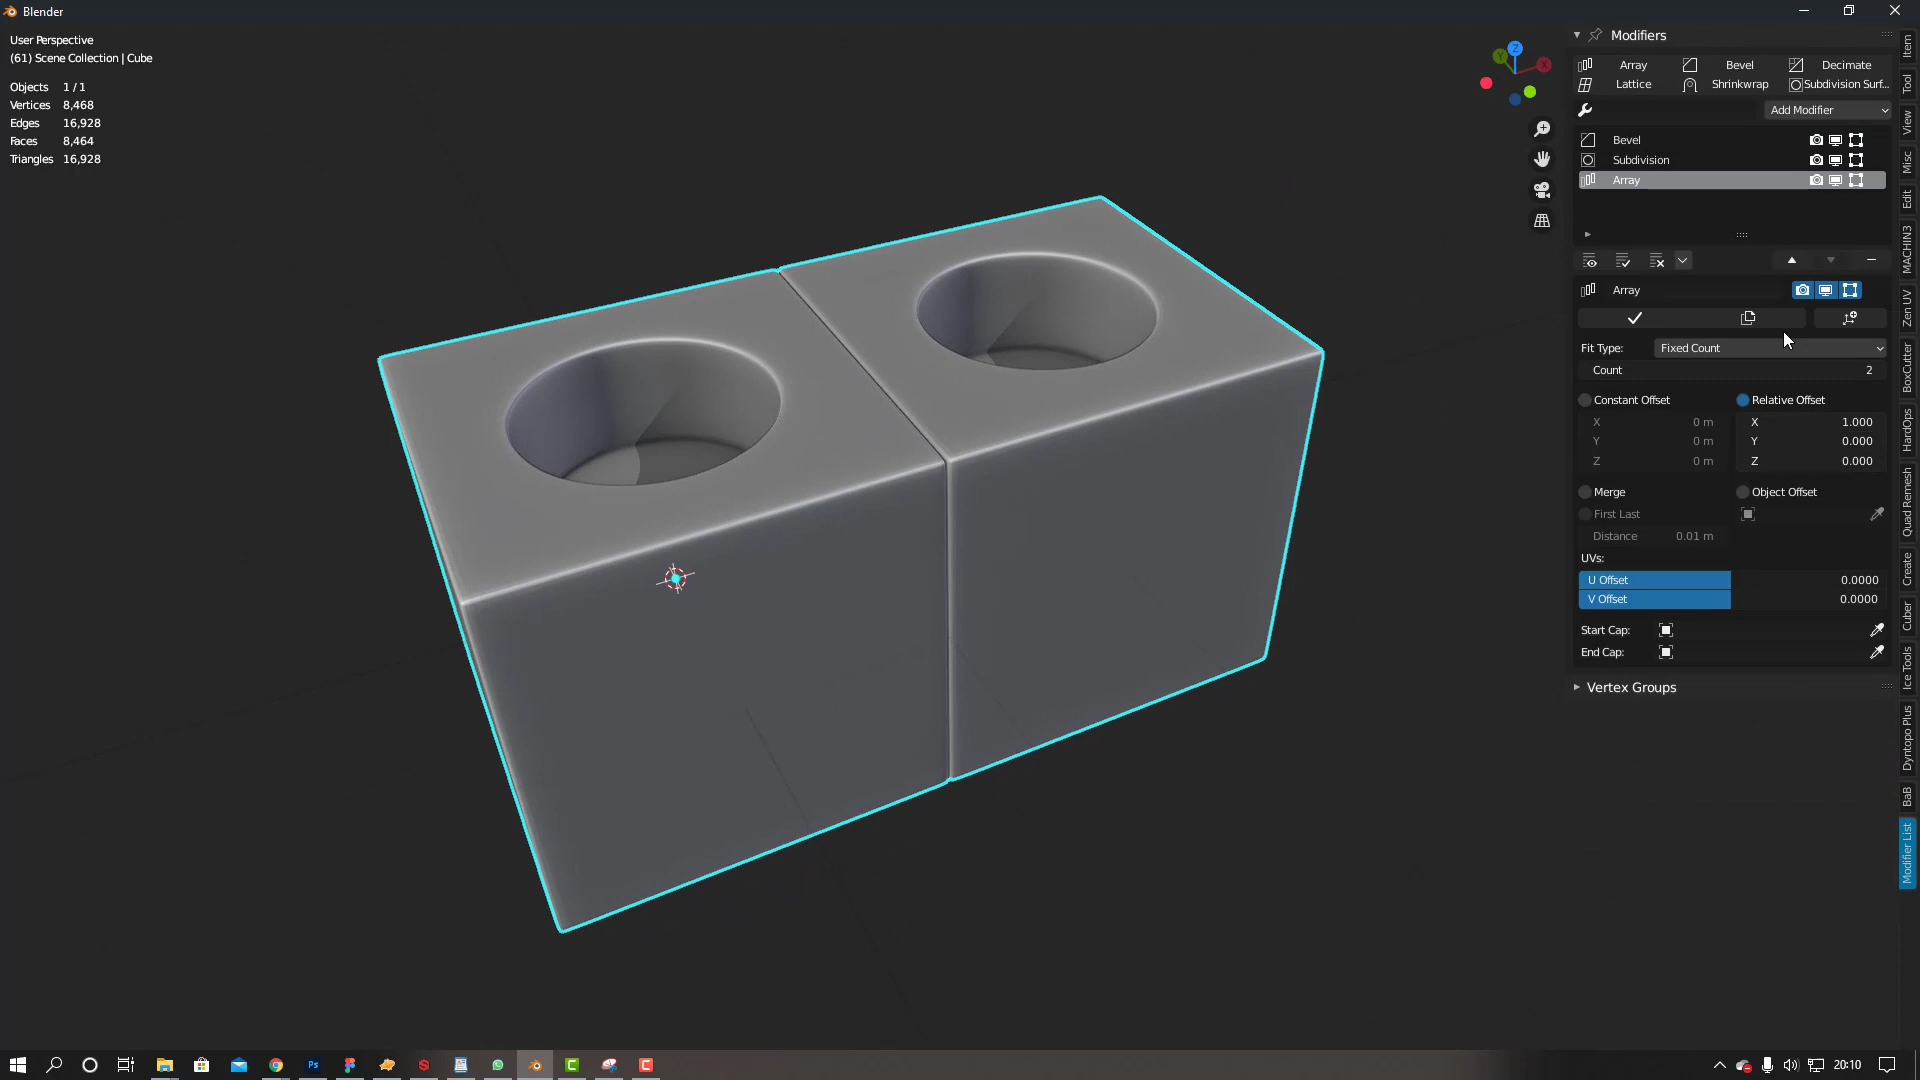 Blender
User Perspective
(61) Scene Collection | Cube
Objects 1 / 1
Vertices 8,468
Edges 16,928
Faces 8,464
Triangles 16,928
Z
Y
X
Modifiers
Array Bevel Decimate
Lattice Shrinkwrap Subdivision Surf...
Add Modifier
Bevel
Subdivision
Array
Array
Fit Type: Fixed Count
Count 2
Constant Offset Relative Offset
X 0 m X 1.000
Y 0 m Y 0.000
Z 0 m Z 0.000
Merge Object Offset
First Last
Distance 0.01 m
UVs:
U Offset 0.0000
V Offset 0.0000
Start Cap:
End Cap:
Vertex Groups
Item
Tool
View
Misc
Edit
MACHIN3
Zen UV
BoxCutter
HardOps
Quad Remesh
Create
Cuber
Ice Tools
Dyntopo Plus
BaB
Modifier List
Ps
S
C
C
20:10